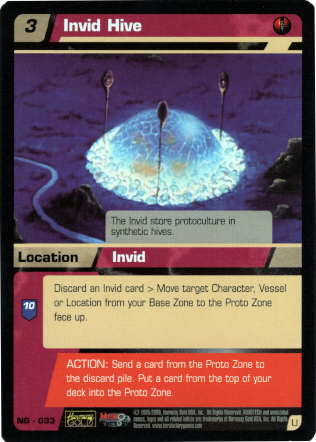 3 Invid Hive
The Invid store protoculture in
synthetic hives.
Location Invid
10
Discard an Invid card > Move target Character, Vessel
or Location from your Base Zone to the Proto Zone
face up.
ACTION: Send a card from the Proto Zone to
the discard pile. Put a card from the top of your
deck into the Proto Zone.
NG - 033
Harmony
GOLD
U